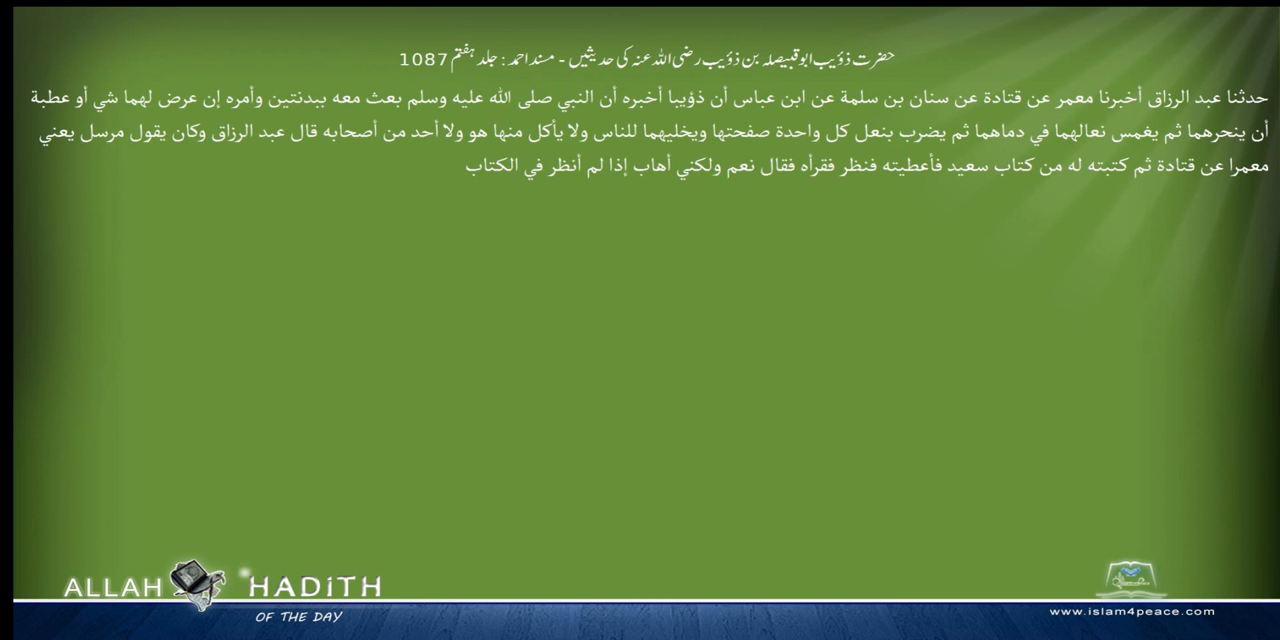 حضرت ذؤیب ابوقبیصلہ بن ذؤیب رضی اللہ عنہ کی حدیثیں - مسند احمد : جلد ہفتم 1087
حدثنا عبد الرزاق أخبرنا معمر عن قتادة عن سنان بن سلمة عن ابن عباس أن ذؤيبا أخبره أن النبي صلى الله عليه وسلم بعث معه ببدنتين وأمره إن عرض لهما شي أو عطبة
أن ينحرهما ثم يغمس نعالهما في دماهما ثم يضرب بنعل كل واحدة صفحتها ويخليهما للناس ولا يأكل منها هو ولا أحد من أصحابه قال عبد الرزاق وكان يقول مرسل يعني
معمرا عن قتادة ثم كتبته له من كتاب سعيد فأعطيته فنظر فقرأه فقال نعم ولكني أهاب إذا لم أنظر في الكتاب
ALLAH HADITH
OF THE DAY
www.islam4peace.com